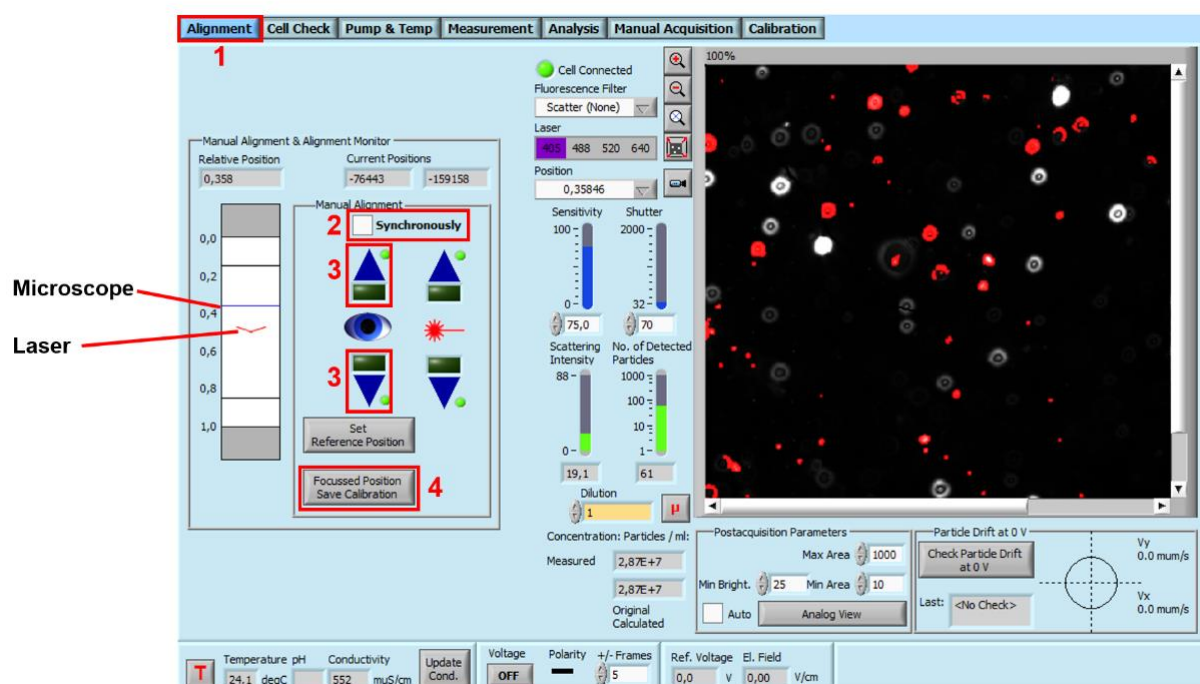 Alignment Cell Check Pump & Temp Measurement Analysis Manual Acquisition Calibration
1
Manual Alignment & Alignment Monitor
Relative Position Current Positions
0,358 -76443 -159158
Manual Alignment
2 Synchronously
3
3
0,0
0,2
0,4
0,6
0,8
1,0
Microscope
Laser
Set
Reference Position
Focussed Position
Save Calibration
4
Cell Connected
Fluorescence Filter
Scatter (None)
Laser
405 488 520 640
Position
0,35846
Sensitivity Shutter
100 2000
0 32
75,0 70
Scattering
Intensity
No. of Detected
Particles
88 1000
100
10
0 1
19,1 61
Dilution
1 µ
Concentration: Particles / ml:
Measured 2,87E+7
2,87E+7
Original
Calculated
100%
Postacquisition Parameters
Max Area 1000
Min Bright. 25 Min Area 10
Auto Analog View
Particle Drift at 0 V
Check Particle Drift
at 0 V
Last: <No Check>
Vy
0.0 mum/s
Vx
0.0 mum/s
T
Temperature pH Conductivity
24,1 degC 552 muS/cm
Update
Cond.
Voltage Polarity +/- Frames
OFF 5
Ref. Voltage El. Field
0,0 V 0,00 V/cm